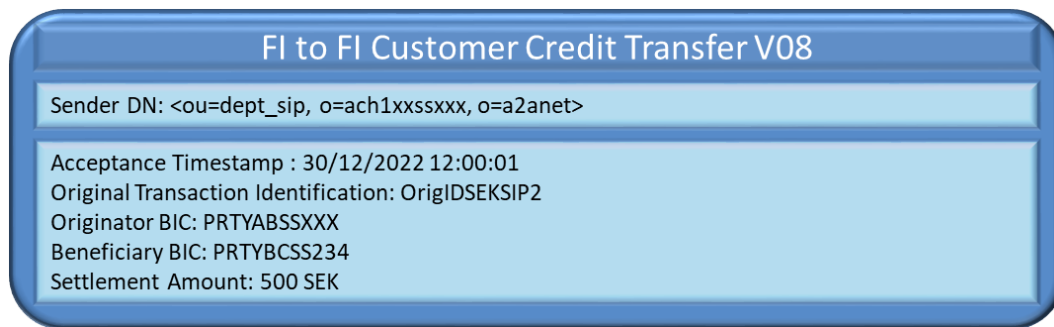 FI to FI Customer Credit Transfer V08
Sender DN: <ou=dept_sip, o=ach1xxssxxx, o=a2anet>
Acceptance Timestamp : 30/12/2022 12:00:01
Original Transaction Identification: OrigIDSEKSIP2
Originator BIC: PRTYABSSXXX
Beneficiary BIC: PRTYBCSS234
Settlement Amount: 500 SEK